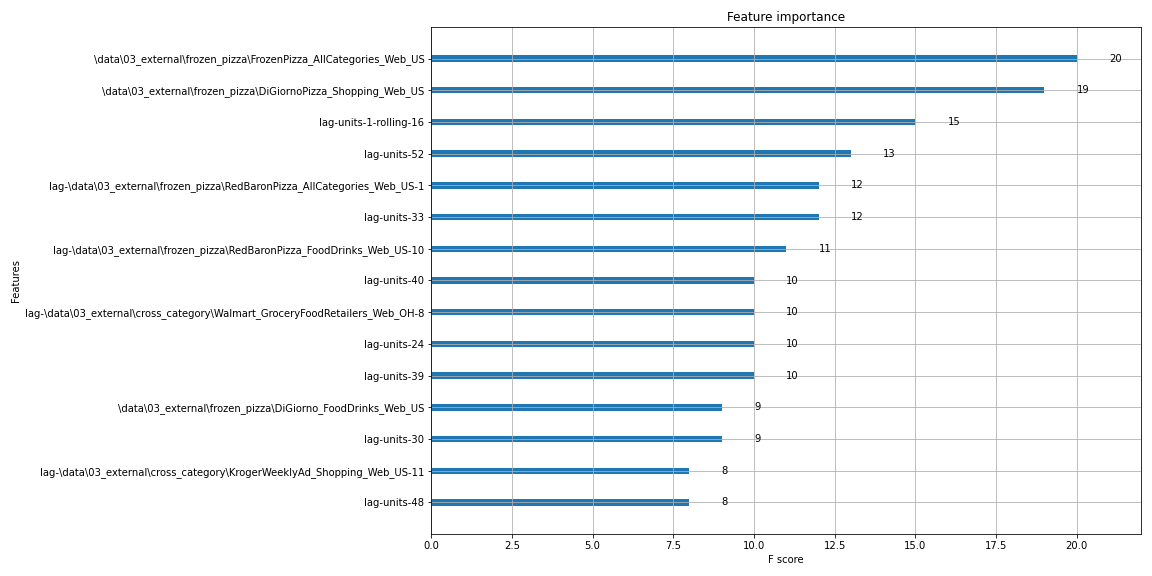 Feature importance
Features
\data\03_external\frozen_pizza\FrozenPizza_AllCategories_Web_US 20
\data\03_external\frozen_pizza\DiGiornoPizza_Shopping_Web_US 19
lag-units-1-rolling-16 15
lag-units-52 13
lag-\data\03_external\frozen_pizza\RedBaronPizza_AllCategories_Web_US-1 12
lag-units-33 12
lag-\data\03_external\frozen_pizza\RedBaronPizza_FoodDrinks_Web_US-10 11
lag-units-40 10
lag-\data\03_external\cross_category\Walmart_GroceryFoodRetailers_Web_OH-8 10
lag-units-24 10
lag-units-39 10
\data\03_external\frozen_pizza\DiGiorno_FoodDrinks_Web_US 9
lag-units-30 9
lag-\data\03_external\cross_category\KrogerWeeklyAd_Shopping_Web_US-11 8
lag-units-48 8
0.0 2.5 5.0 7.5 10.0 12.5 15.0 17.5 20.0
F score